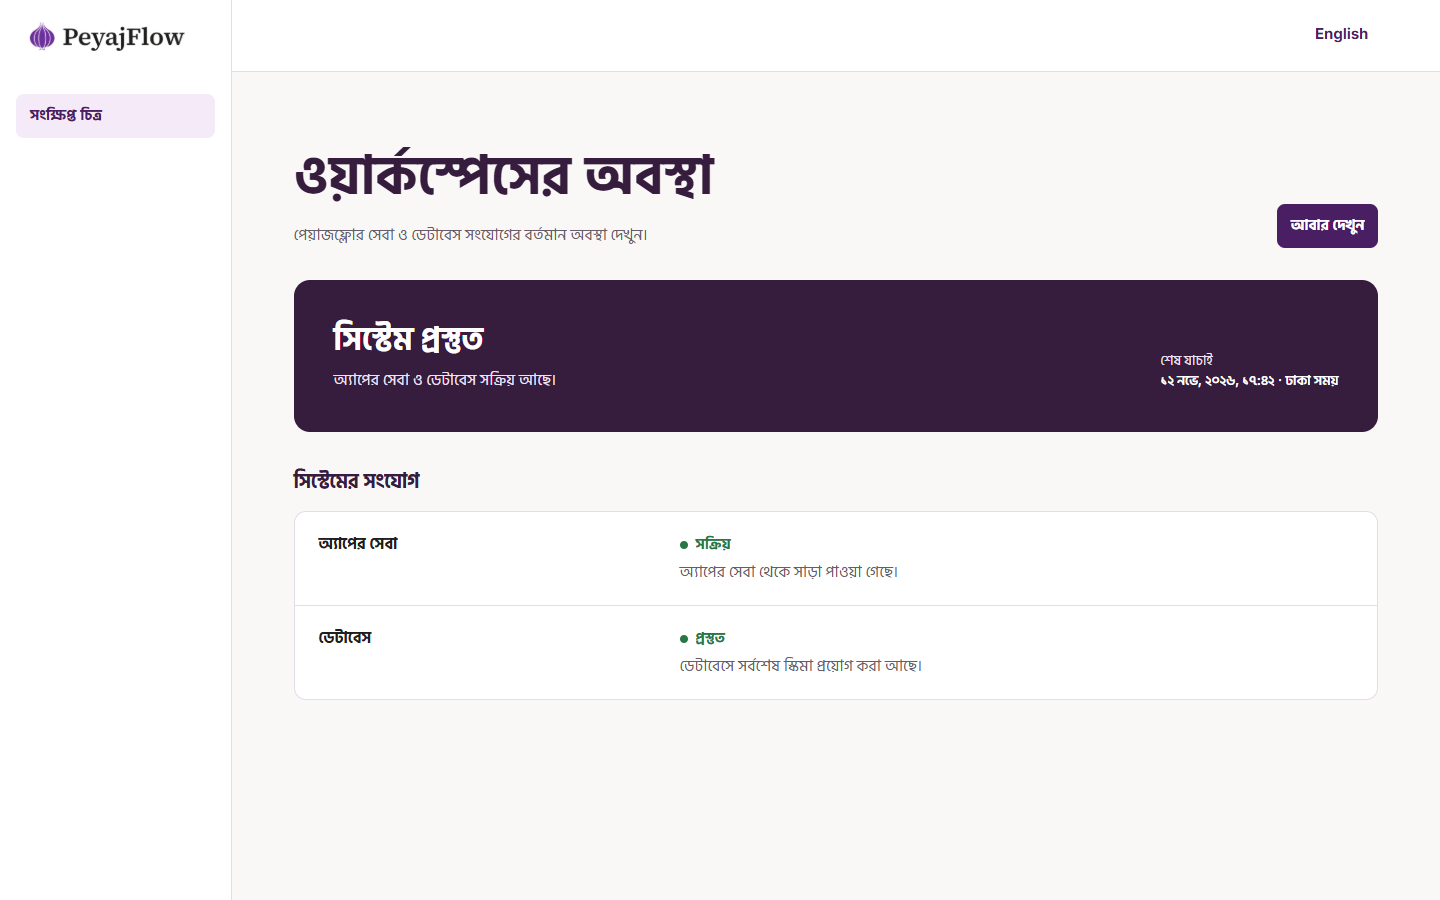 PeyajFlow
English
সংক্ষিপ্ত চিত্র
ওয়ার্কস্পেসের অবস্থা
পেয়াজফ্লোর সেবা ও ডেটাবেস সংযোগের বর্তমান অবস্থা দেখুন।
আবার দেখুন
সিস্টেম প্রস্তুত
অ্যাপের সেবা ও ডেটাবেস সক্রিয় আছে।
শেষ যাচাই
১২ নভে, ২০২৬, ১৭:৪২ · ঢাকা সময়
সিস্টেমের সংযোগ
অ্যাপের সেবা
সক্রিয়
অ্যাপের সেবা থেকে সাড়া পাওয়া গেছে।
ডেটাবেস
প্রস্তুত
ডেটাবেসে সর্বশেষ স্কিমা প্রয়োগ করা আছে।